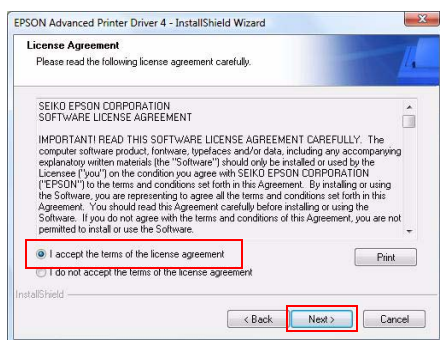 EPSON Advanced Printer Driver 4 - InstallShield Wizard
License Agreement
Please read the following license agreement carefully.
SEIKO EPSON CORPORATION
SOFTWARE LICENSE AGREEMENT
IMPORTANT! READ THIS SOFTWARE LICENSE AGREEMENT CAREFULLY. The
computer software product, fontware, typefaces and/or data, including any accompanying
explanatory written materials (the "Software") should only be installed or used by the
Licensee ("you") on the condition you agree with SEIKO EPSON CORPORATION
("EPSON") to the terms and conditions set forth in this Agreement. By installing or using
the Software, you are representing to agree all the terms and conditions set forth in this
Agreement. You should read this Agreement carefully before installing or using the
Software. If you do not agree with the terms and conditions of this Agreement, you are not
permitted to install or use the Software.
I accept the terms of the license agreement
Print
I do not accept the terms of the license agreement
InstallShield
< Back
Next >
Cancel